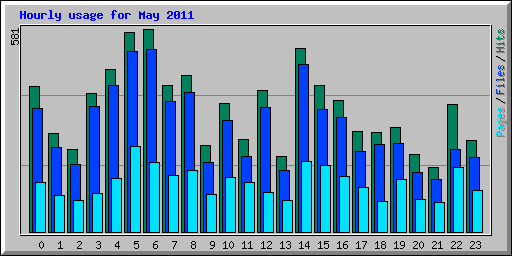 Hourly usage for May 2011
581
Pages/Files/Hits
0 1 2 3 4 5 6 7 8 9 10 11 12 13 14 15 16 17 18 19 20 21 22 23